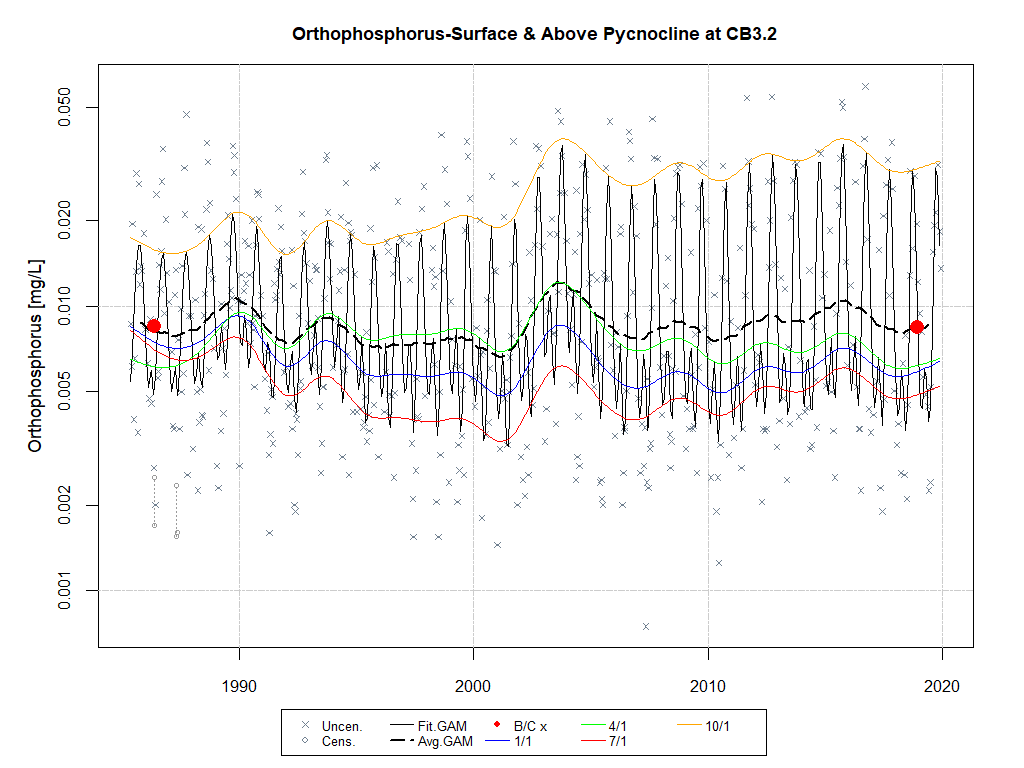 Orthophosphorus-Surface & Above Pycnocline at CB3.2
Orthophosphorus [mg/L]
0.050
0.020
0.010
0.005
0.002
0.001
1990 2000 2010 2020
Uncen. Fit.GAM B/C x 4/1 10/1
Cens. Avg.GAM 1/1 7/1